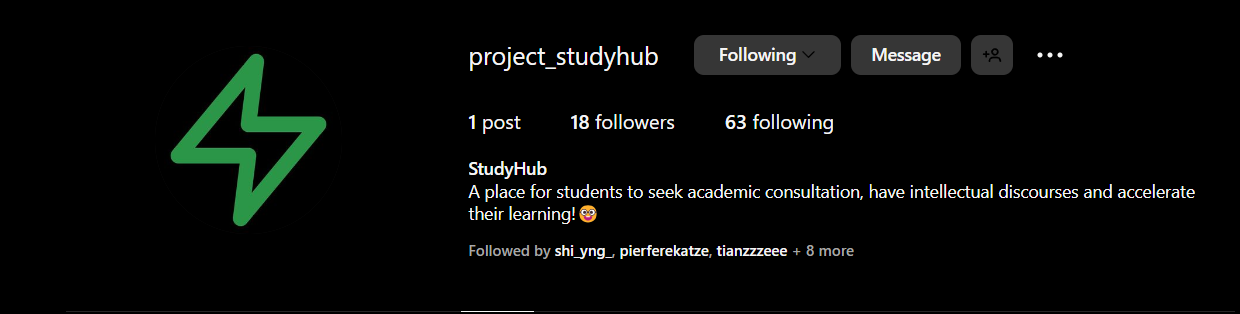 project_studyhub Following Message
1 post 18 followers 63 following
StudyHub
A place for students to seek academic consultation, have intellectual discourses and accelerate
their learning!🤓
Followed by shi_yng_, pierferekatze, tianzzzeee + 8 more